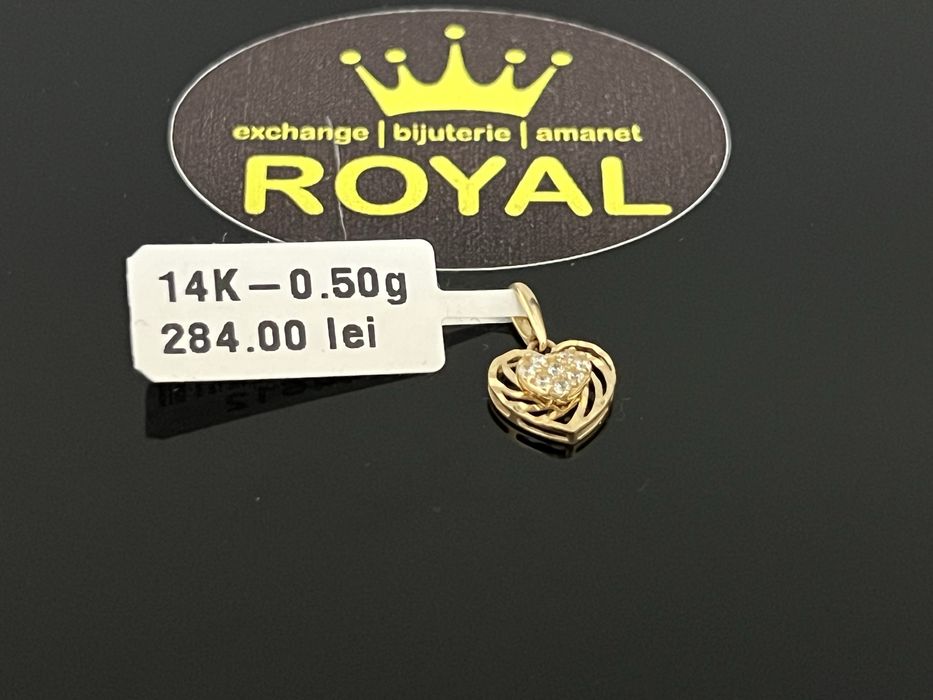 exchange | bijuterie | amanet
ROYAL
14K-0.50g
284.00 lei